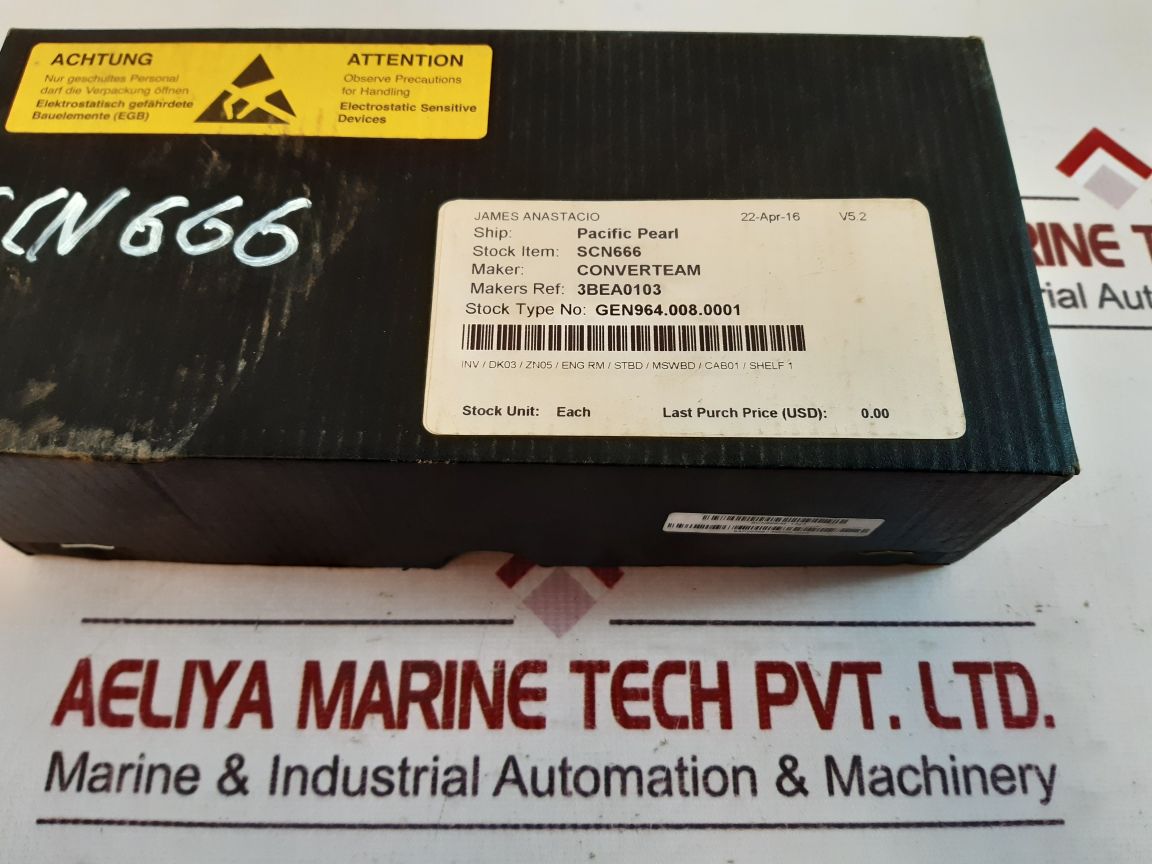 ACHTUNG
Nur geschultes Personal
darf die Verpackung öffnen
Elektrostatisch gefährdete
Bauelemente (EGB)
ATTENTION
Observe Precautions
for Handling
Electrostatic Sensitive
Devices
SCN 666
JAMES ANASTACIO 22-Apr-16 V5.2
Ship: Pacific Pearl
Stock Item: SCN666
Maker: CONVERTEAM
Makers Ref: 3BEA0103
Stock Type No: GEN964.008.0001
INV / DK03 / ZN05 / ENG RM / STBD / MSWBD / CAB01 / SHELF 1
Stock Unit: Each Last Purch Price (USD): 0.00
RINE T
rial Aut
AELIYA MARINE TECH PVT. LTD.
Marine & Industrial Automation & Machinery